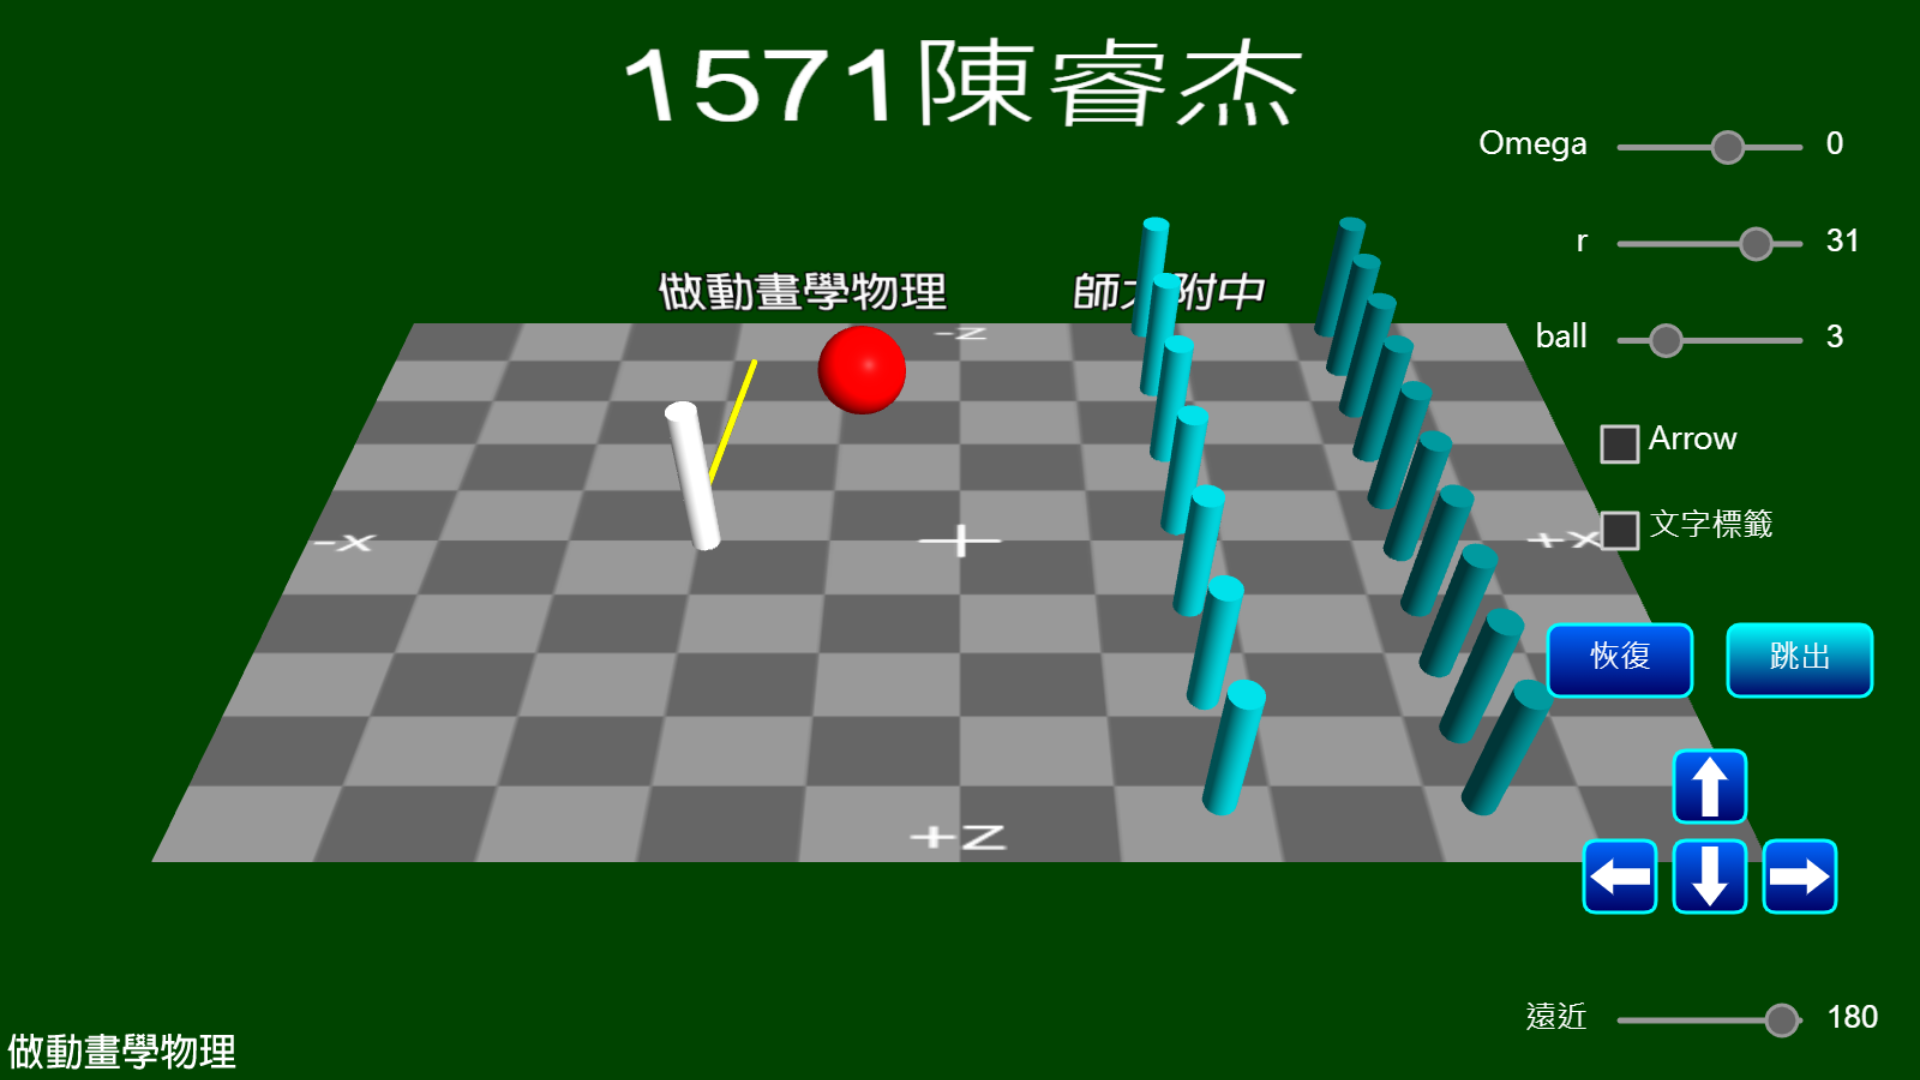 1571陳睿杰
Omega 0
r 31
ball 3
做動畫學物理 師大附中
-Z
Arrow
文字標籤
-X
+X
恢復 跳出
+Z
遠近 180
做動畫學物理